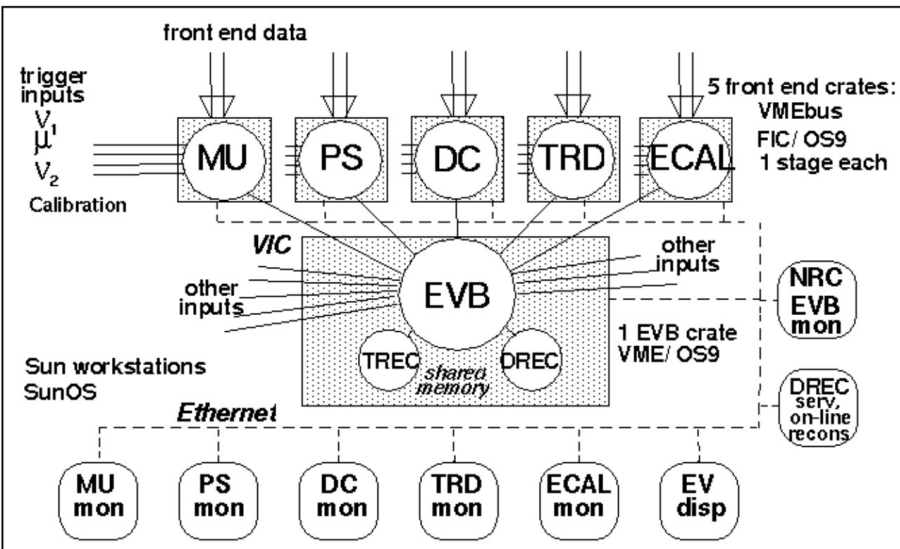 front end data
trigger
inputs
V
μ1
V2
Calibration
MU
PS
DC
TRD
ECAL
5 front end crates:
VMEbus
FIC/ OS9
1 stage each
VIC
other
inputs
EVB
other
inputs
NRC
EVB
mon
TREC
DREC
shared
memory
1 EVB crate
VME/ OS9
Sun workstations
SunOS
Ethernet
DREC
serv,
on-line
recons
MU
mon
PS
mon
DC
mon
TRD
mon
ECAL
mon
EV
disp